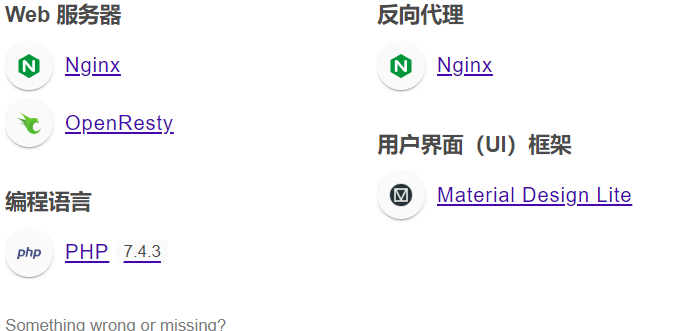 Web 服务器
Nginx
OpenResty
编程语言
php PHP 7.4.3
反向代理
Nginx
用户界面（UI）框架
Material Design Lite
Something wrong or missing?